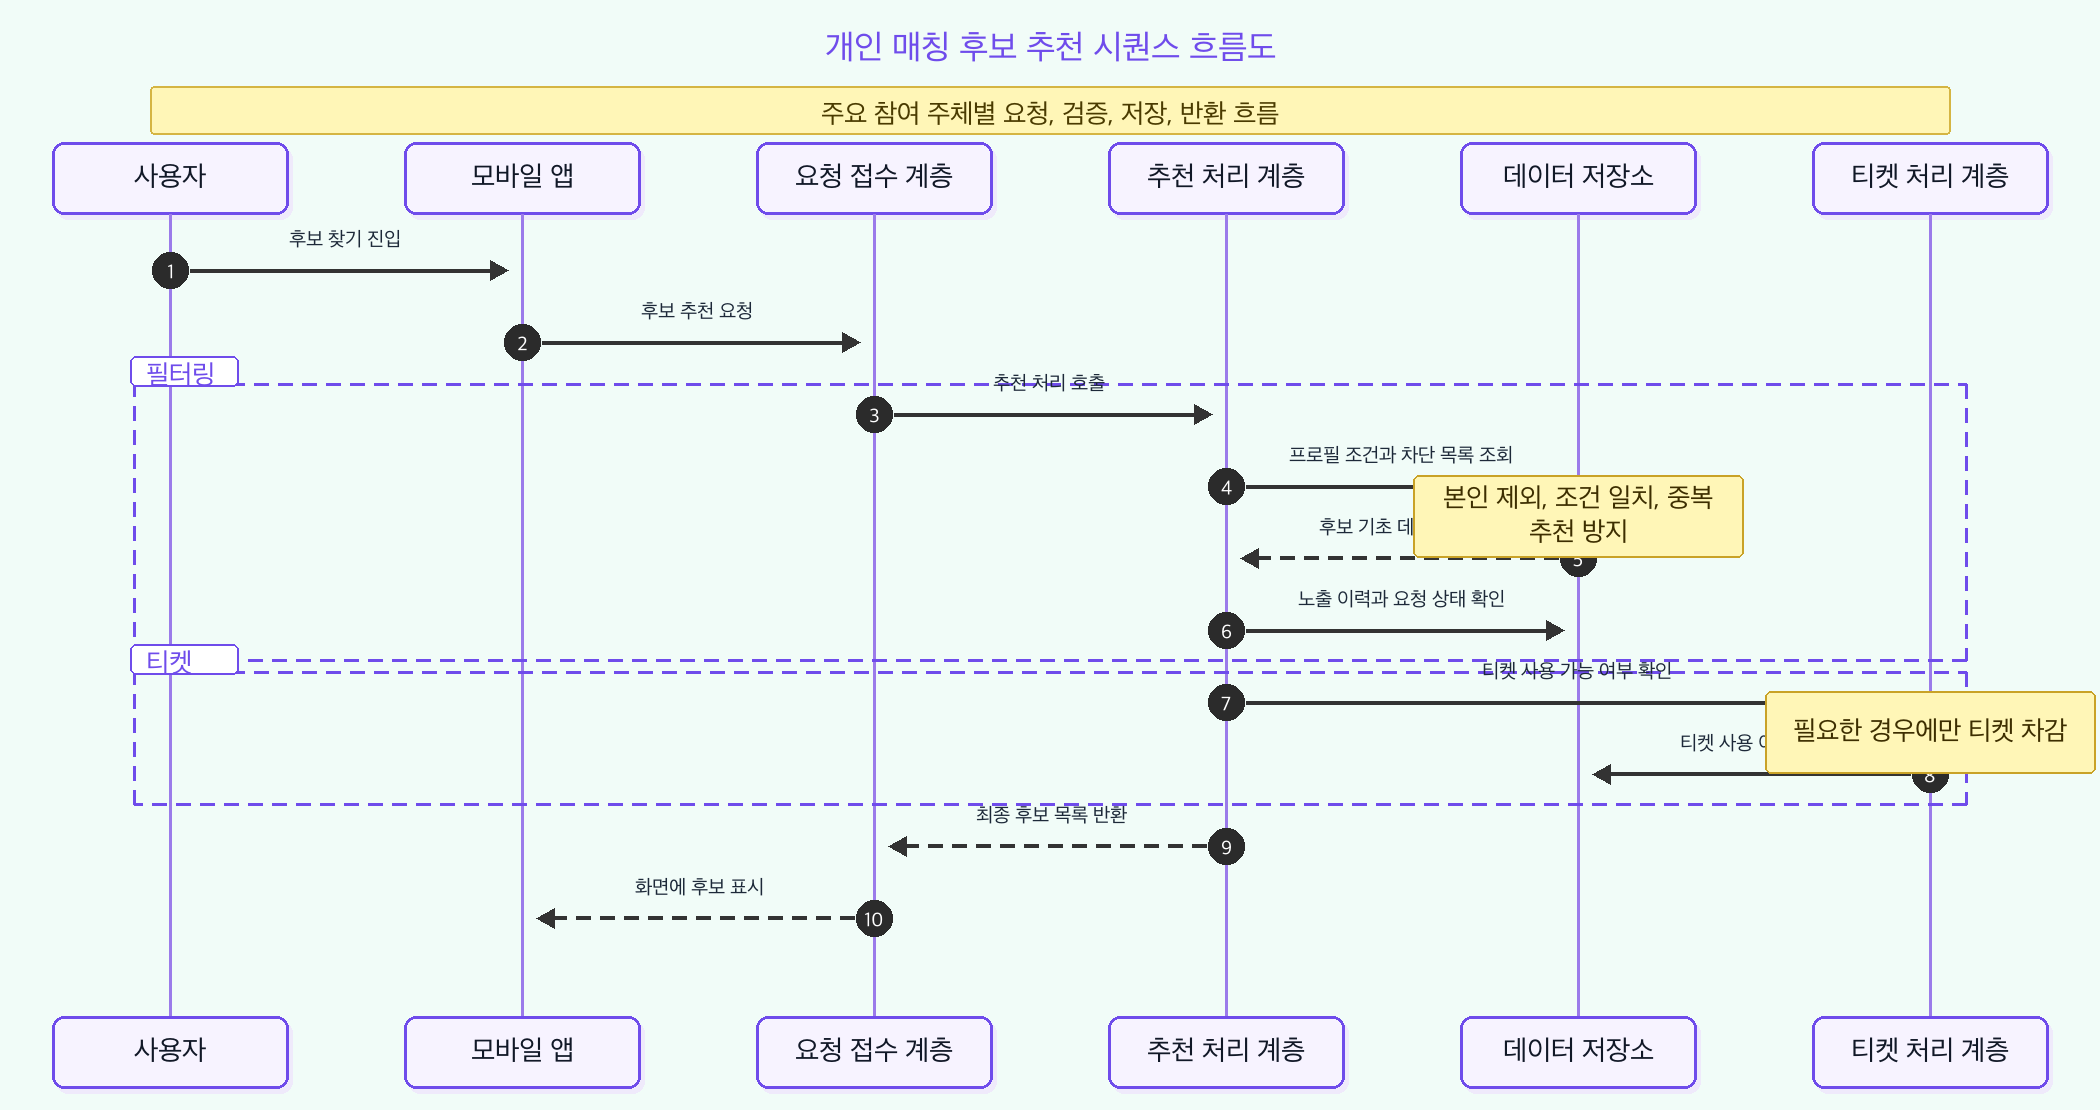 개인 매칭 후보 추천 시퀀스 흐름도
주요 참여 주체별 요청, 검증, 저장, 반환 흐름
사용자
모바일 앱
요청 접수 계층
추천 처리 계층
데이터 저장소
티켓 처리 계층
후보 찾기 진입
1
후보 추천 요청
2
필터링
추천 처리 호출
3
프로필 조건과 차단 목록 조회
4
본인 제외, 조건 일치, 중복
추천 방지
후보 기초 데
5
노출 이력과 요청 상태 확인
6
티켓
티켓 사용 가능 여부 확인
7
필요한 경우에만 티켓 차감
티켓 사용
8
최종 후보 목록 반환
9
화면에 후보 표시
10
사용자
모바일 앱
요청 접수 계층
추천 처리 계층
데이터 저장소
티켓 처리 계층